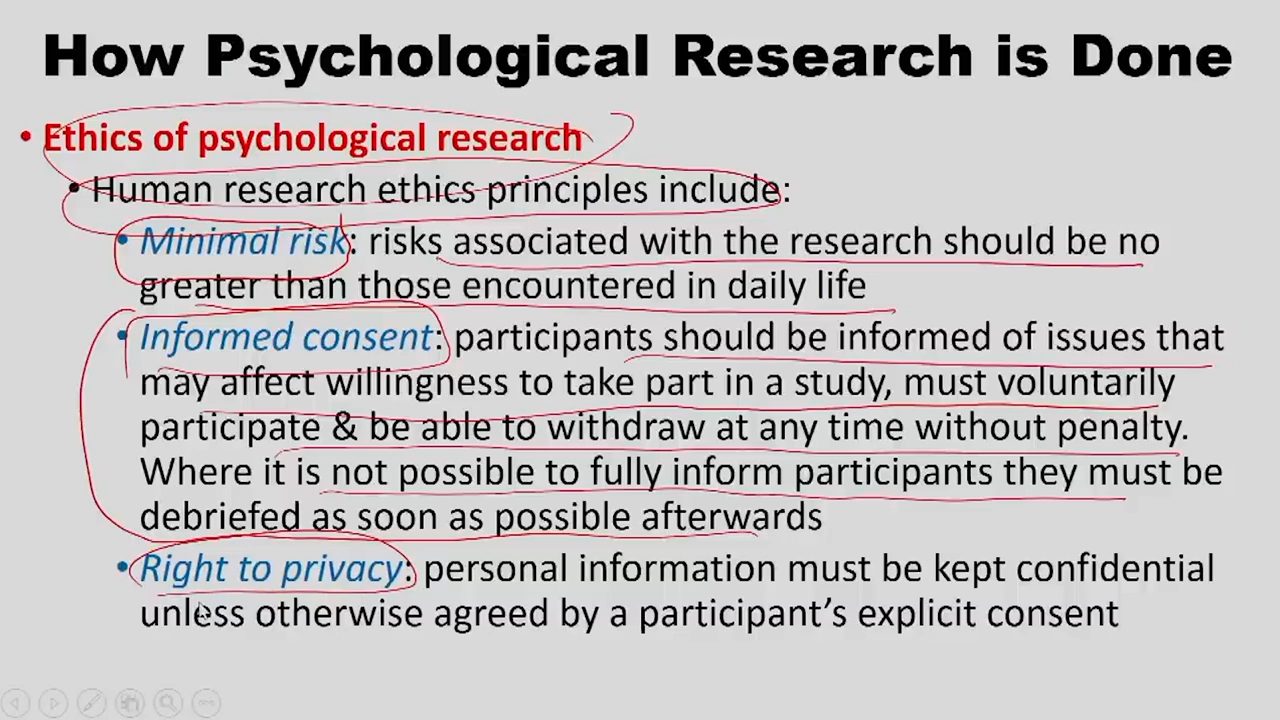 How Psychological Research is Done
• Ethics of psychological research
• Human research ethics principles include:
• Minimal risk: risks associated with the research should be no
greater than those encountered in daily life
• Informed consent: participants should be informed of issues that
may affect willingness to take part in a study, must voluntarily
participate & be able to withdraw at any time without penalty.
Where it is not possible to fully inform participants they must be
debriefed as soon as possible afterwards
• Right to privacy: personal information must be kept confidential
unless otherwise agreed by a participant’s explicit consent